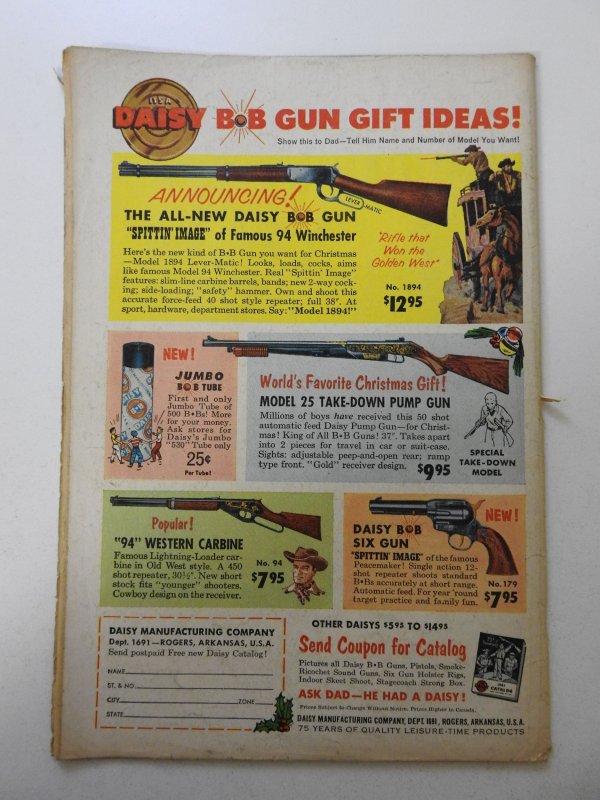 IT'S A
DAISY B•B GUN GIFT IDEAS!
Show this to Dad—Tell Him Name and Number of Model You Want!
LEVER-MATIC
ANNOUNCING!
THE ALL-NEW DAISY B•B GUN
"SPITTIN' IMAGE" of Famous 94 Winchester
Here's the new kind of B•B Gun you want for Christmas
—Model 1894 Lever-Matic! Looks, loads, cocks, aims
like famous Model 94 Winchester. Real "Spittin' Image"
features: slim-line carbine barrels, bands; new 2-way cock-
ing; side-loading; "safety" hammer. Own and shoot this
accurate force-feed 40 shot style repeater; full 38". At
sport, hardware, department stores. Say: "Model 1894!"
"Rifle that
Won the
Golden West"
No. 1894
$12.95
NEW!
JUMBO
B•B TUBE
First and only
Jumbo Tube of
500 B•Bs! More
for your money.
Ask stores for
Daisy's Jumbo
"530" Tube only
25¢
Per Tube!
World's Favorite Christmas Gift!
MODEL 25 TAKE-DOWN PUMP GUN
Millions of boys have received this 50 shot
automatic feed Daisy Pump Gun—for Christ-
mas! King of All B•B Guns! 37". Takes apart
into 2 pieces for travel in car or suit-case.
Sights: adjustable peep-and-open rear; ramp
type front. "Gold" receiver design.
$9.95
SPECIAL
TAKE-DOWN
MODEL
Popular!
"94" WESTERN CARBINE
Famous Lightning-Loader car-
bine in Old West style. A 450
shot repeater, 30½". New short
stock fits "younger" shooters.
Cowboy design on the receiver.
No. 94
$7.95
NEW!
DAISY B•B
SIX GUN
"SPITTIN' IMAGE" of the famous
Peacemaker! Single action 12-
shot repeater shoots standard
B•Bs accurately at short range.
Automatic feed. For year 'round
target practice and family fun.
No. 179
$7.95
DAISY MANUFACTURING COMPANY
Dept. 1691—ROGERS, ARKANSAS, U.S.A.
Send postpaid Free new Daisy Catalog!
NAME
ST. & NO.
CITY ZONE
STATE
OTHER DAISYS $5.95 TO $14.95
Send Coupon for Catalog
Pictures all Daisy B•B Guns, Pistols, Smoke-
Ricochet Sound Guns, Six Gun Holster Rigs,
Indoor Skeet Shoot, Stagecoach Strong Box.
ASK DAD—HE HAD A DAISY!
Prices Subject to Change Without Notice. Prices Higher in Canada.
CATALOG
DAISY MANUFACTURING COMPANY, DEPT. 1691, ROGERS, ARKANSAS, U.S.A.
75 YEARS OF QUALITY LEISURE-TIME PRODUCTS